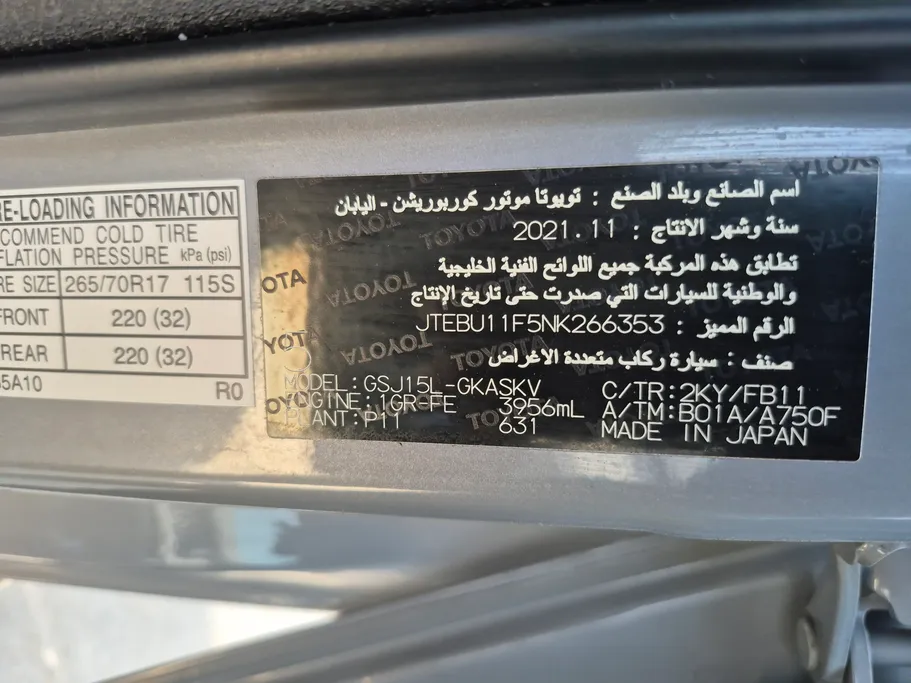 RE-LOADING INFORMATION
COMMEND COLD TIRE
FLATION PRESSURE kPa (psi)
RE SIZE 265/70R17 115S
FRONT 220 (32)
REAR 220 (32)
5A10 R0
اسم الصانع وبلد الصنع : تويوتا موتور كوربوريشن - اليابان
سنة وشهر الانتاج : 2021.11
تطابق هذه المركبة جميع اللوائح الفنية الخليجية
والوطنية للسيارات التي صدرت حتى تاريخ الإنتاج
الرقم المميز : JTEBU11F5NK266353
صنف : سيارة ركاب متعددة الاغراض
MODEL:GSJ15L-GKASKV C/TR:2KY/FB11
ENGINE:1GR-FE 3956mL A/TM:B01A/A750F
PLANT:P11 631 MADE IN JAPAN